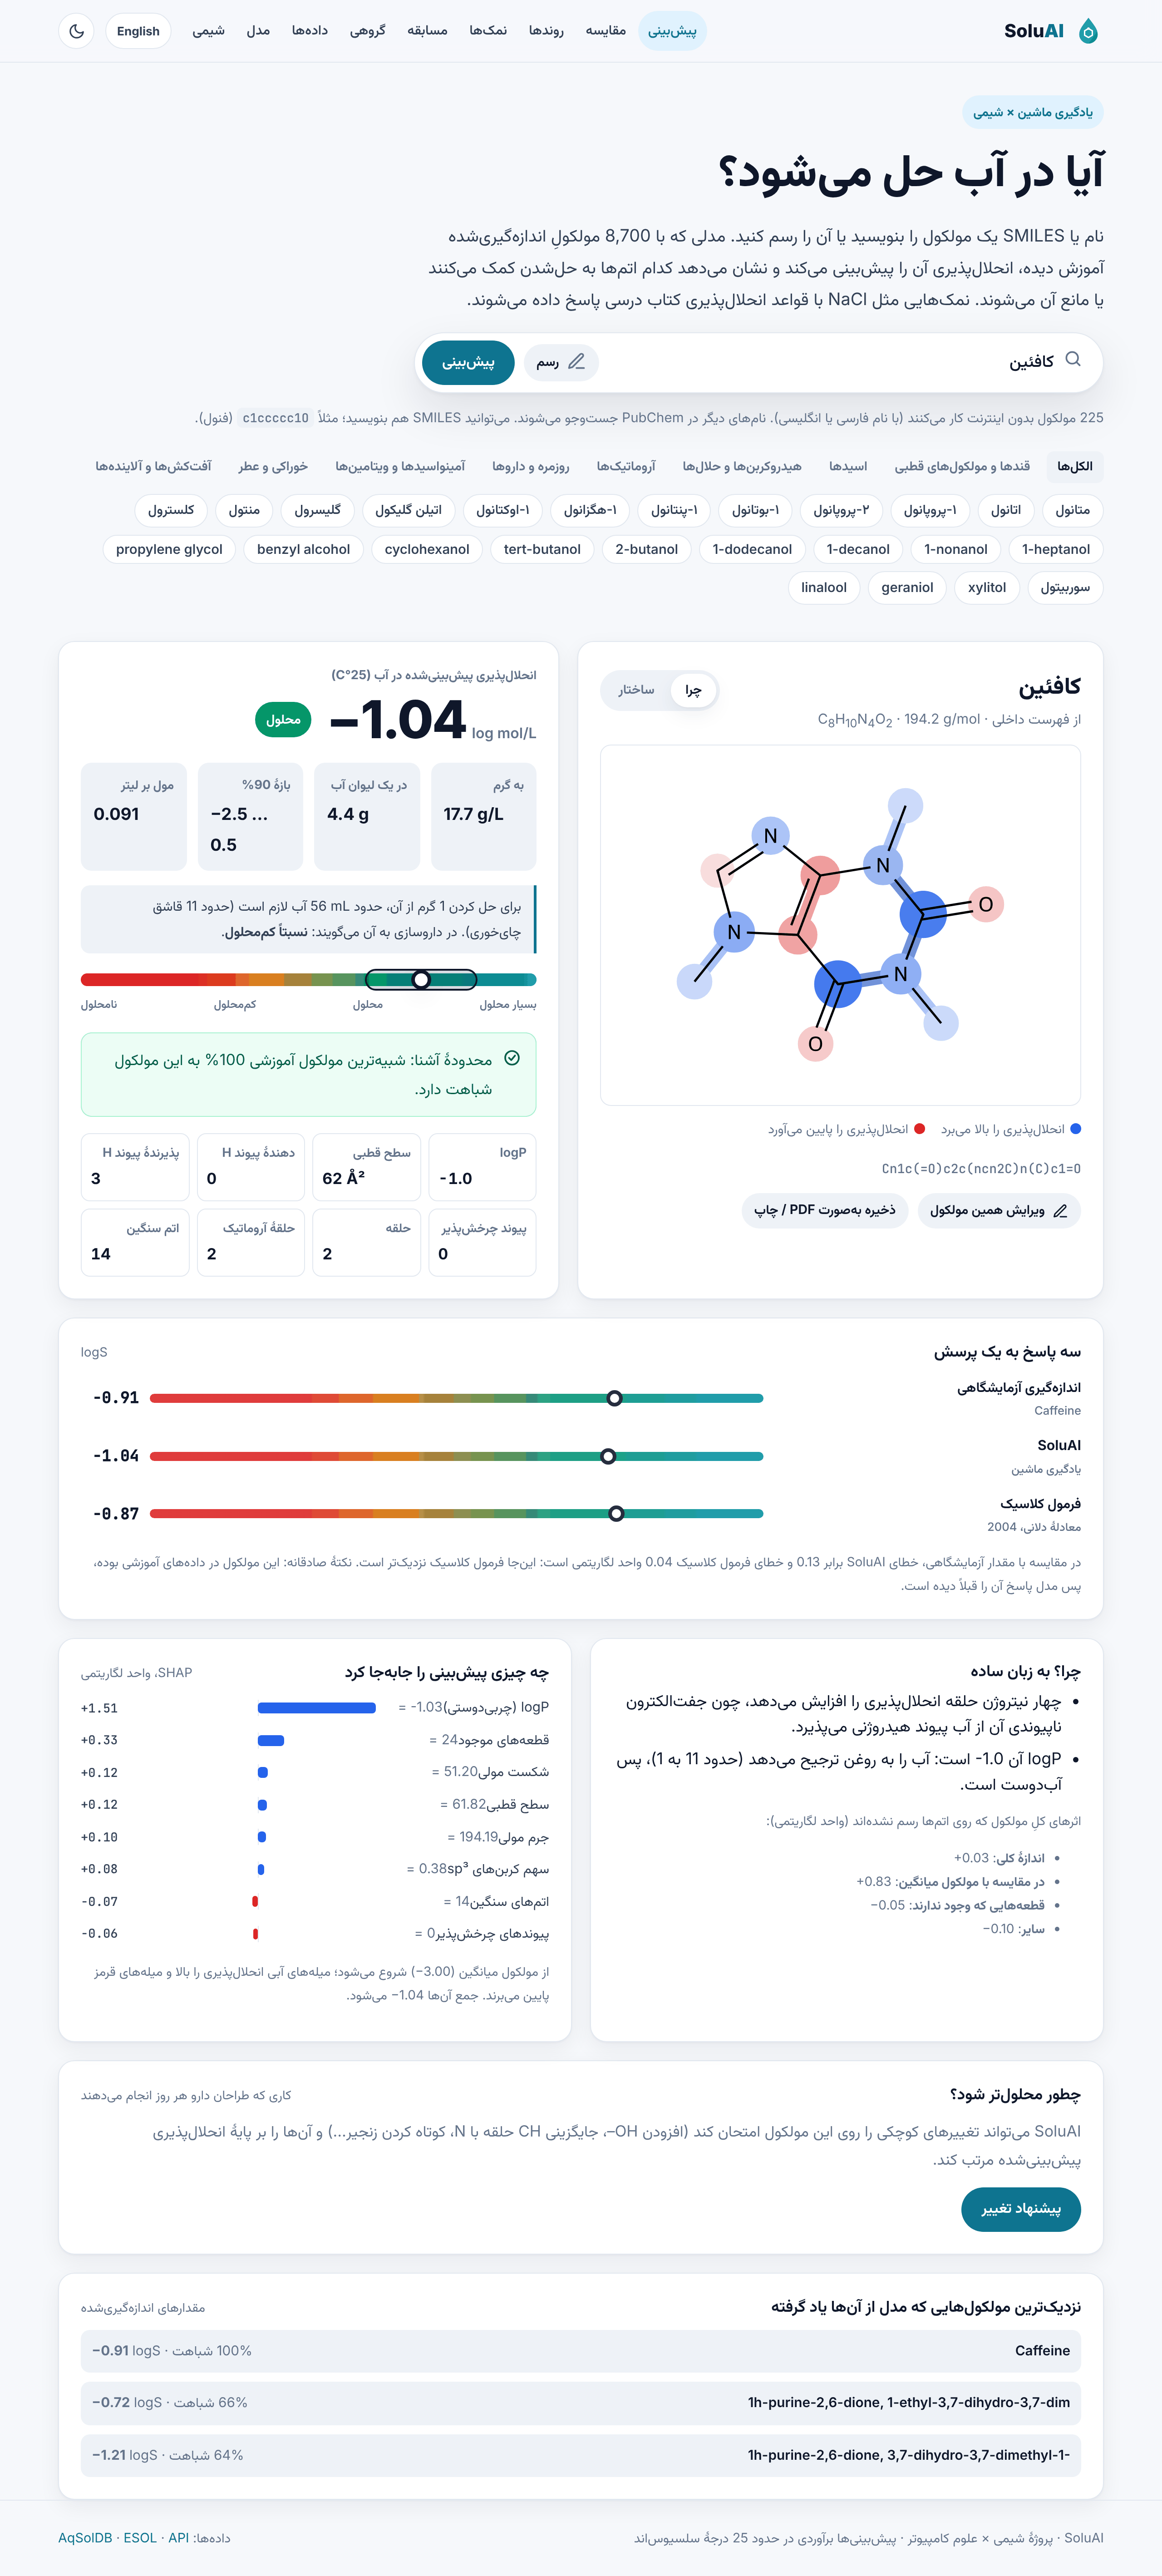 SoluAI
پیش‌بینی
مقایسه
روندها
نمک‌ها
مسابقه
گروهی
داده‌ها
مدل
شیمی
English
یادگیری ماشین × شیمی
آیا در آب حل می‌شود؟
نام یا SMILES یک مولکول را بنویسید یا آن را رسم کنید. مدلی که با 8,700 مولکولِ اندازه‌گیری‌شده
آموزش دیده، انحلال‌پذیری آن را پیش‌بینی می‌کند و نشان می‌دهد کدام اتم‌ها به حل‌شدن کمک می‌کنند
یا مانع آن می‌شوند. نمک‌هایی مثل NaCl با قواعد انحلال‌پذیری کتاب درسی پاسخ داده می‌شوند.
کافئین
رسم
پیش‌بینی
225 مولکول بدون اینترنت کار می‌کنند (با نام فارسی یا انگلیسی). نام‌های دیگر در PubChem جست‌وجو می‌شوند. می‌توانید SMILES هم بنویسید؛ مثلاً c1ccccc1O (فنول).
الکل‌ها
قندها و مولکول‌های قطبی
اسیدها
هیدروکربن‌ها و حلال‌ها
آروماتیک‌ها
روزمره و داروها
آمینواسیدها و ویتامین‌ها
خوراکی و عطر
آفت‌کش‌ها و آلاینده‌ها
متانول
اتانول
۱-پروپانول
۲-پروپانول
۱-بوتانول
۱-پنتانول
۱-هگزانول
۱-اوکتانول
اتیلن گلیکول
گلیسرول
منتول
کلسترول
1-heptanol
1-nonanol
1-decanol
1-dodecanol
2-butanol
tert-butanol
cyclohexanol
benzyl alcohol
propylene glycol
سوربیتول
xylitol
geraniol
linalool
کافئین
چرا
ساختار
از فهرست داخلی · C₈H₁₀N₄O₂ · 194.2 g/mol
N
N
O
N
N
O
انحلال‌پذیری را بالا می‌برد
انحلال‌پذیری را پایین می‌آورد
Cn1c(=O)c2c(ncn2C)n(C)c1=O
ویرایش همین مولکول
ذخیره به‌صورت PDF / چاپ
انحلال‌پذیری پیش‌بینی‌شده در آب (25°C)
−1.04 log mol/L
محلول
به گرم
17.7 g/L
در یک لیوان آب
4.4 g
بازهٔ 90%
−2.5 … 0.5
مول بر لیتر
0.091
برای حل کردن 1 گرم از آن، حدود 56 mL آب لازم است (حدود 11 قاشق
چای‌خوری). در داروسازی به آن می‌گویند: نسبتاً کم‌محلول.
بسیار محلول
محلول
کم‌محلول
نامحلول
محدودهٔ آشنا: شبیه‌ترین مولکول آموزشی 100% به این مولکول
شباهت دارد.
logP
-1.0
سطح قطبی
62 Å²
دهندهٔ پیوند H
0
پذیرندهٔ پیوند H
3
پیوند چرخش‌پذیر
0
حلقه
2
حلقهٔ آروماتیک
2
اتم سنگین
14
سه پاسخ به یک پرسش
logS
اندازه‌گیری آزمایشگاهی
Caffeine
-0.91
SoluAI
یادگیری ماشین
-1.04
فرمول کلاسیک
معادلهٔ دلانی، 2004
-0.87
در مقایسه با مقدار آزمایشگاهی، خطای SoluAI برابر 0.13 و خطای فرمول کلاسیک 0.04 واحد لگاریتمی است: این‌جا فرمول کلاسیک نزدیک‌تر است. نکتهٔ صادقانه: این مولکول در داده‌های آموزشی بوده،
پس مدل پاسخ آن را قبلاً دیده است.
چرا؟ به زبان ساده
• چهار نیتروژن حلقه انحلال‌پذیری را افزایش می‌دهد، چون جفت‌الکترون
ناپیوندی آن از آب پیوند هیدروژنی می‌پذیرد.
• logP آن 1.0- است: آب را به روغن ترجیح می‌دهد (حدود 11 به 1)، پس
آب‌دوست است.
اثرهای کلِ مولکول که روی اتم‌ها رسم نشده‌اند (واحد لگاریتمی):
• اندازهٔ کلی: +0.03
• در مقایسه با مولکول میانگین: +0.83
• قطعه‌هایی که وجود ندارند: −0.05
• سایر: −0.10
چه چیزی پیش‌بینی را جابه‌جا کرد
SHAP، واحد لگاریتمی
logP (چربی‌دوستی) = -1.03
+1.51
قطعه‌های موجود = 24
+0.33
شکست مولی = 51.20
+0.12
سطح قطبی = 61.82
+0.12
جرم مولی = 194.19
+0.10
سهم کربن‌های sp³ = 0.38
+0.08
اتم‌های سنگین = 14
-0.07
پیوندهای چرخش‌پذیر = 0
-0.06
از مولکول میانگین (−3.00) شروع می‌شود؛ میله‌های آبی انحلال‌پذیری را بالا و میله‌های قرمز
پایین می‌برند. جمع آن‌ها −1.04 می‌شود.
چطور محلول‌تر شود؟
کاری که طراحان دارو هر روز انجام می‌دهند
SoluAI می‌تواند تغییرهای کوچکی را روی این مولکول امتحان کند (افزودن OH–، جایگزینی CH حلقه با N، کوتاه کردن زنجیر…) و آن‌ها را بر پایهٔ انحلال‌پذیری
پیش‌بینی‌شده مرتب کند.
پیشنهاد تغییر
نزدیک‌ترین مولکول‌هایی که مدل از آن‌ها یاد گرفته
مقدارهای اندازه‌گیری‌شده
Caffeine
100% شباهت · logS −0.91
1h-purine-2,6-dione, 1-ethyl-3,7-dihydro-3,7-dim
66% شباهت · logS −0.72
1h-purine-2,6-dione, 3,7-dihydro-3,7-dimethyl-1-
64% شباهت · logS −1.21
SoluAI · پروژهٔ شیمی × علوم کامپیوتر · پیش‌بینی‌ها برآوردی در حدود 25 درجهٔ سلسیوس‌اند
داده‌ها: AqSolDB · ESOL · API